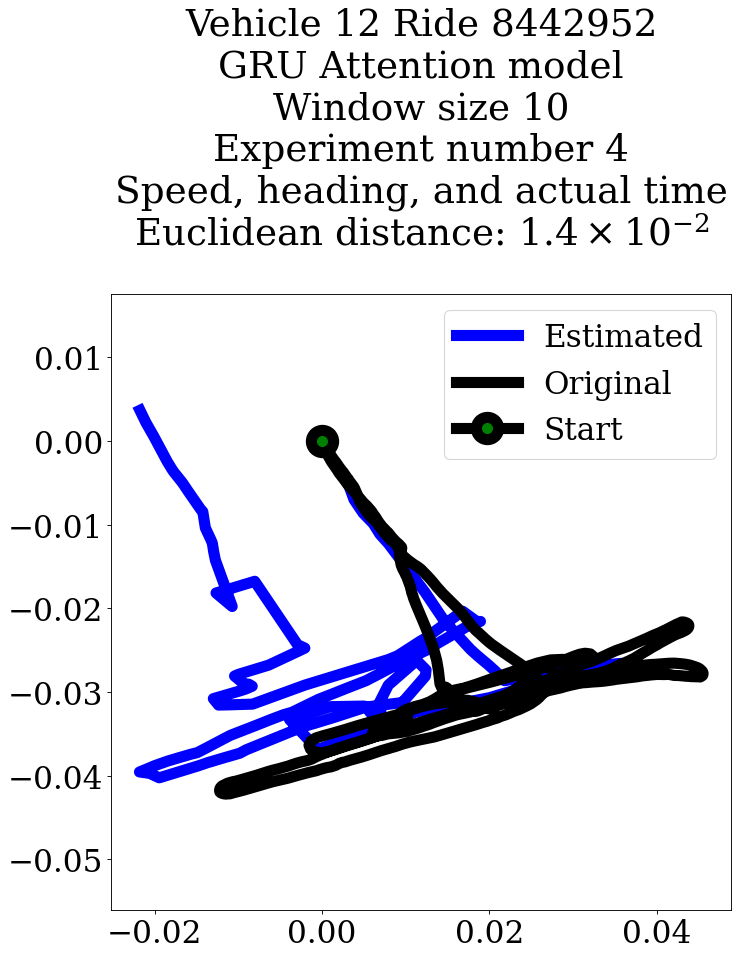 Vehicle 12 Ride 8442952
GRU Attention model
Window size 10
Experiment number 4
Speed, heading, and actual time
Euclidean distance: 1.4 × 10⁻²
Estimated
Original
Start
0.01
0.00
−0.01
−0.02
−0.03
−0.04
−0.05
−0.02 0.00 0.02 0.04